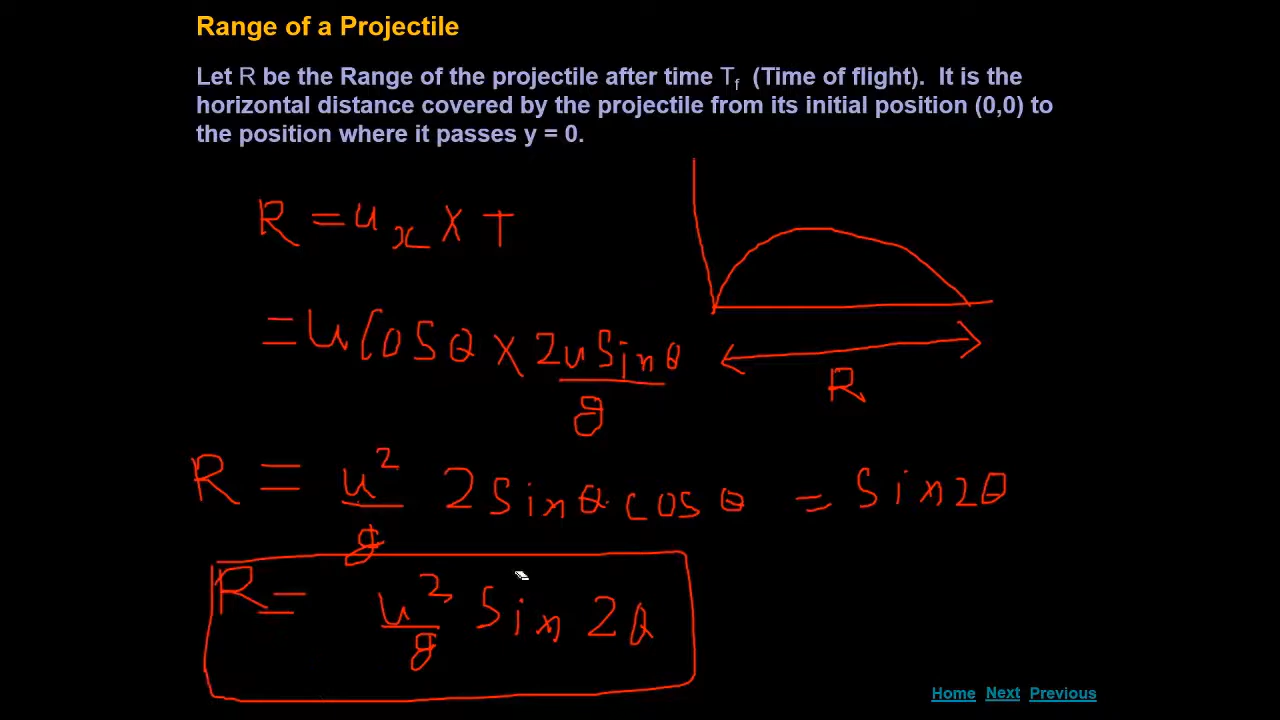 Range of a Projectile
Let R be the Range of the projectile after time T_f (Time of flight). It is the
horizontal distance covered by the projectile from its initial position (0,0) to
the position where it passes y = 0.
R = u_x × T
= u cos θ × 2u sin θ / g
R
R = u²/g 2 sin θ cos θ = sin 2θ
R = u²/g sin 2θ
Home Next Previous